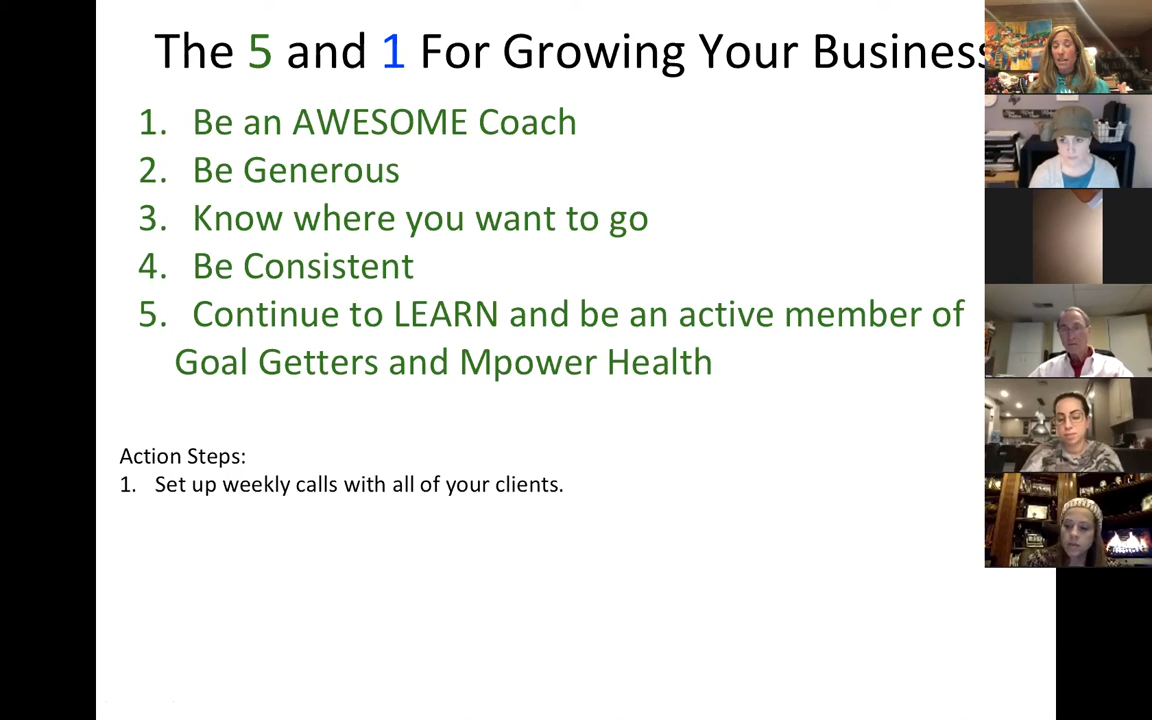 The 5 and 1 For Growing Your Business
1. Be an AWESOME Coach
2. Be Generous
3. Know where you want to go
4. Be Consistent
5. Continue to LEARN and be an active member of
Goal Getters and Mpower Health
Action Steps:
1. Set up weekly calls with all of your clients.